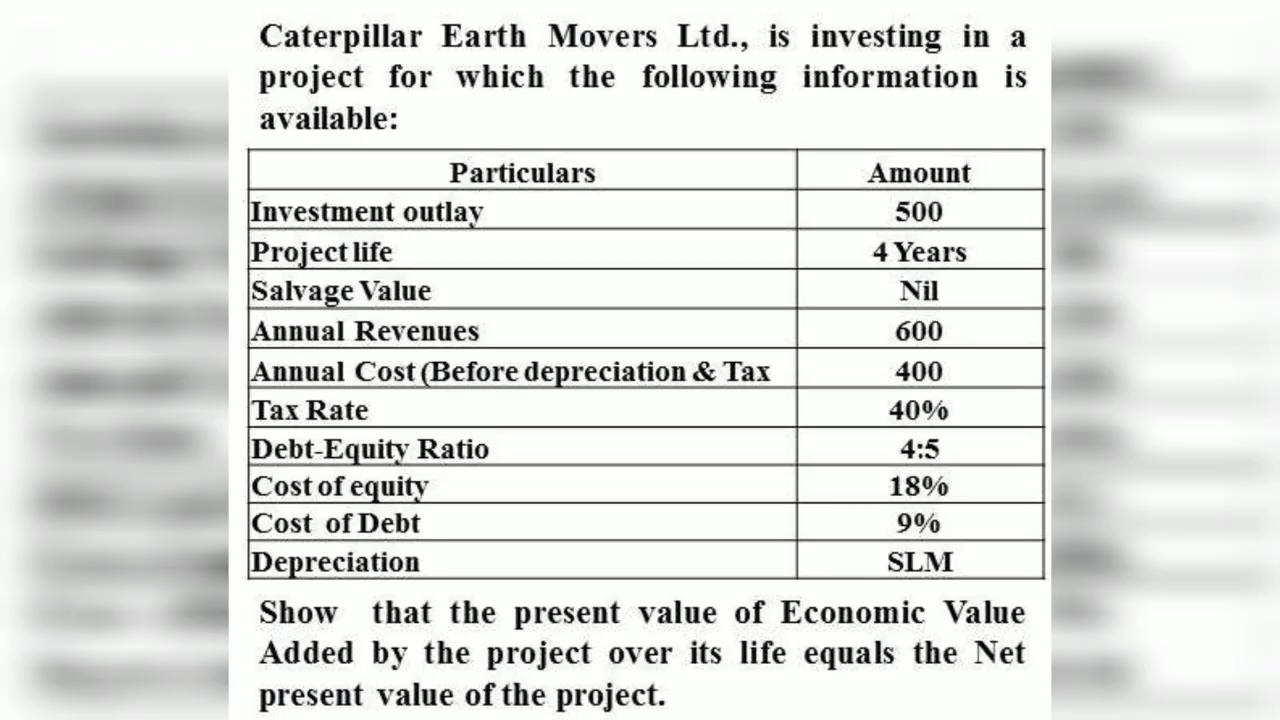 Caterpillar Earth Movers Ltd., is investing in a
project for which the following information is
available:
Particulars Amount
Investment outlay 500
Project life 4 Years
Salvage Value Nil
Annual Revenues 600
Annual Cost (Before depreciation & Tax 400
Tax Rate 40%
Debt-Equity Ratio 4:5
Cost of equity 18%
Cost of Debt 9%
Depreciation SLM
Show that the present value of Economic Value
Added by the project over its life equals the Net
present value of the project.